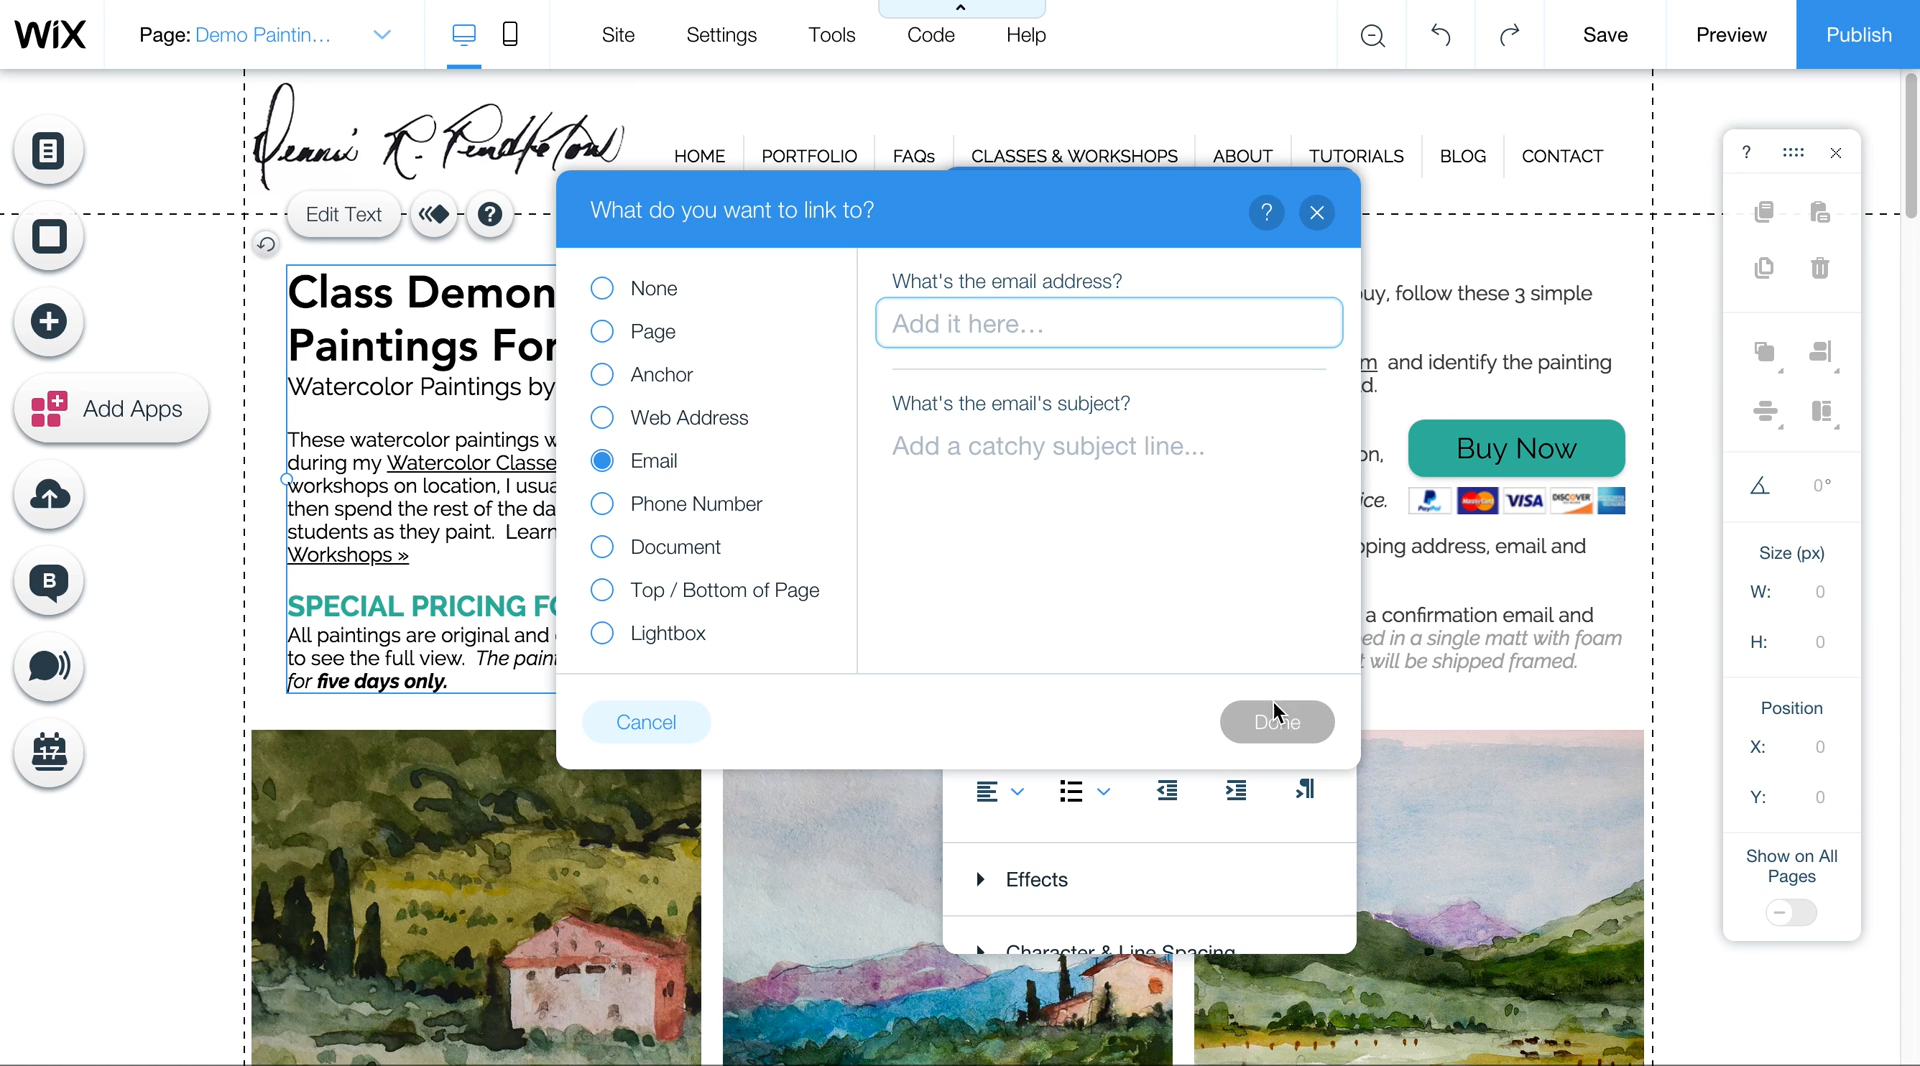 WiX
Page: Demo Paintin...
Site
Settings
Tools
Code
Help
Save
Preview
Publish
Dennis R. Pendleton
HOME
PORTFOLIO
FAQs
CLASSES & WORKSHOPS
ABOUT
TUTORIALS
BLOG
CONTACT
Edit Text
?
What do you want to link to?
?
Class Demon
Paintings For
Watercolor Paintings by
These watercolor paintings w
during my Watercolor Classe
workshops on location, I usua
then spend the rest of the da
students as they paint. Learn
Workshops »
SPECIAL PRICING FO
All paintings are original and
to see the full view. The pain
for five days only.
Add Apps
B
17
None
Page
Anchor
Web Address
Email
Phone Number
Document
Top / Bottom of Page
Lightbox
What's the email address?
Add it here...
What's the email's subject?
Add a catchy subject line...
Cancel
Done
Effects
Character & Line Spacing
uy, follow these 3 simple
m and identify the painting
d.
on,
Buy Now
ice.
PayPal MasterCard VISA DISCOVER
ping address, email and
a confirmation email and
ed in a single matt with foam
t will be shipped framed.
?
0°
Size (px)
W: 0
H: 0
Position
X: 0
Y: 0
Show on All
Pages